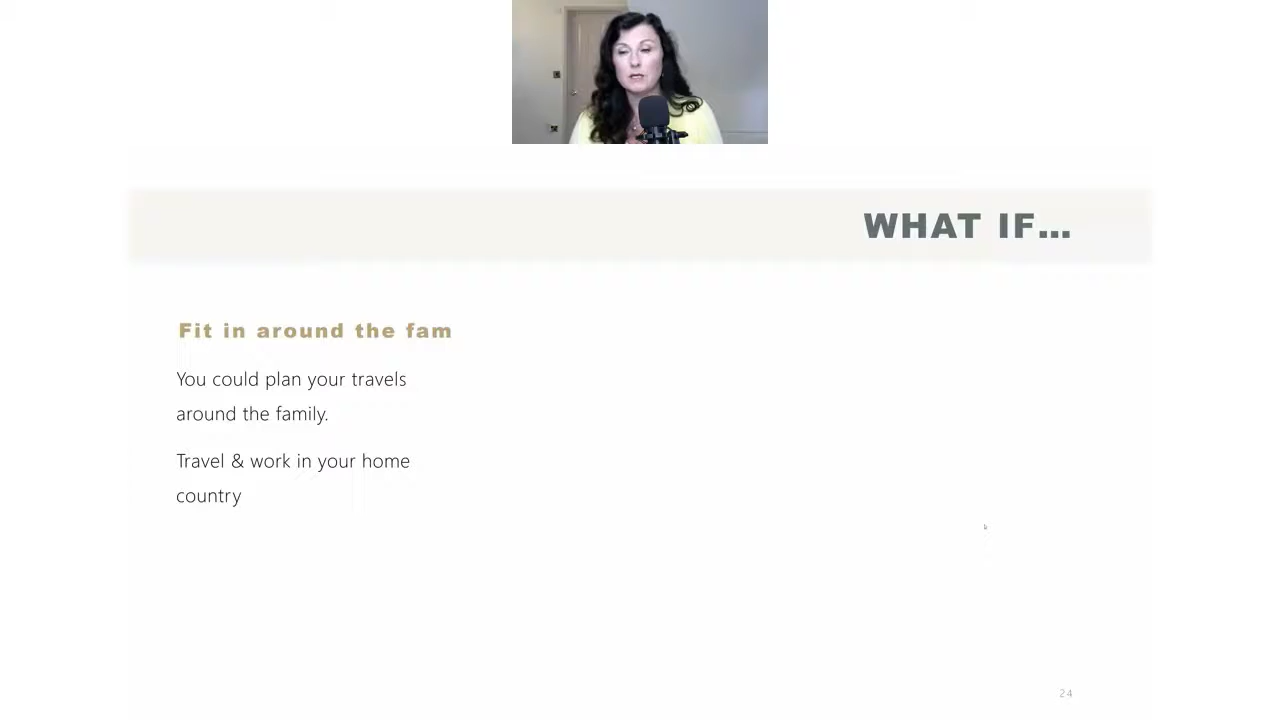 WHAT IF...
Fit in around the fam
You could plan your travels
around the family.
Travel & work in your home
country
24